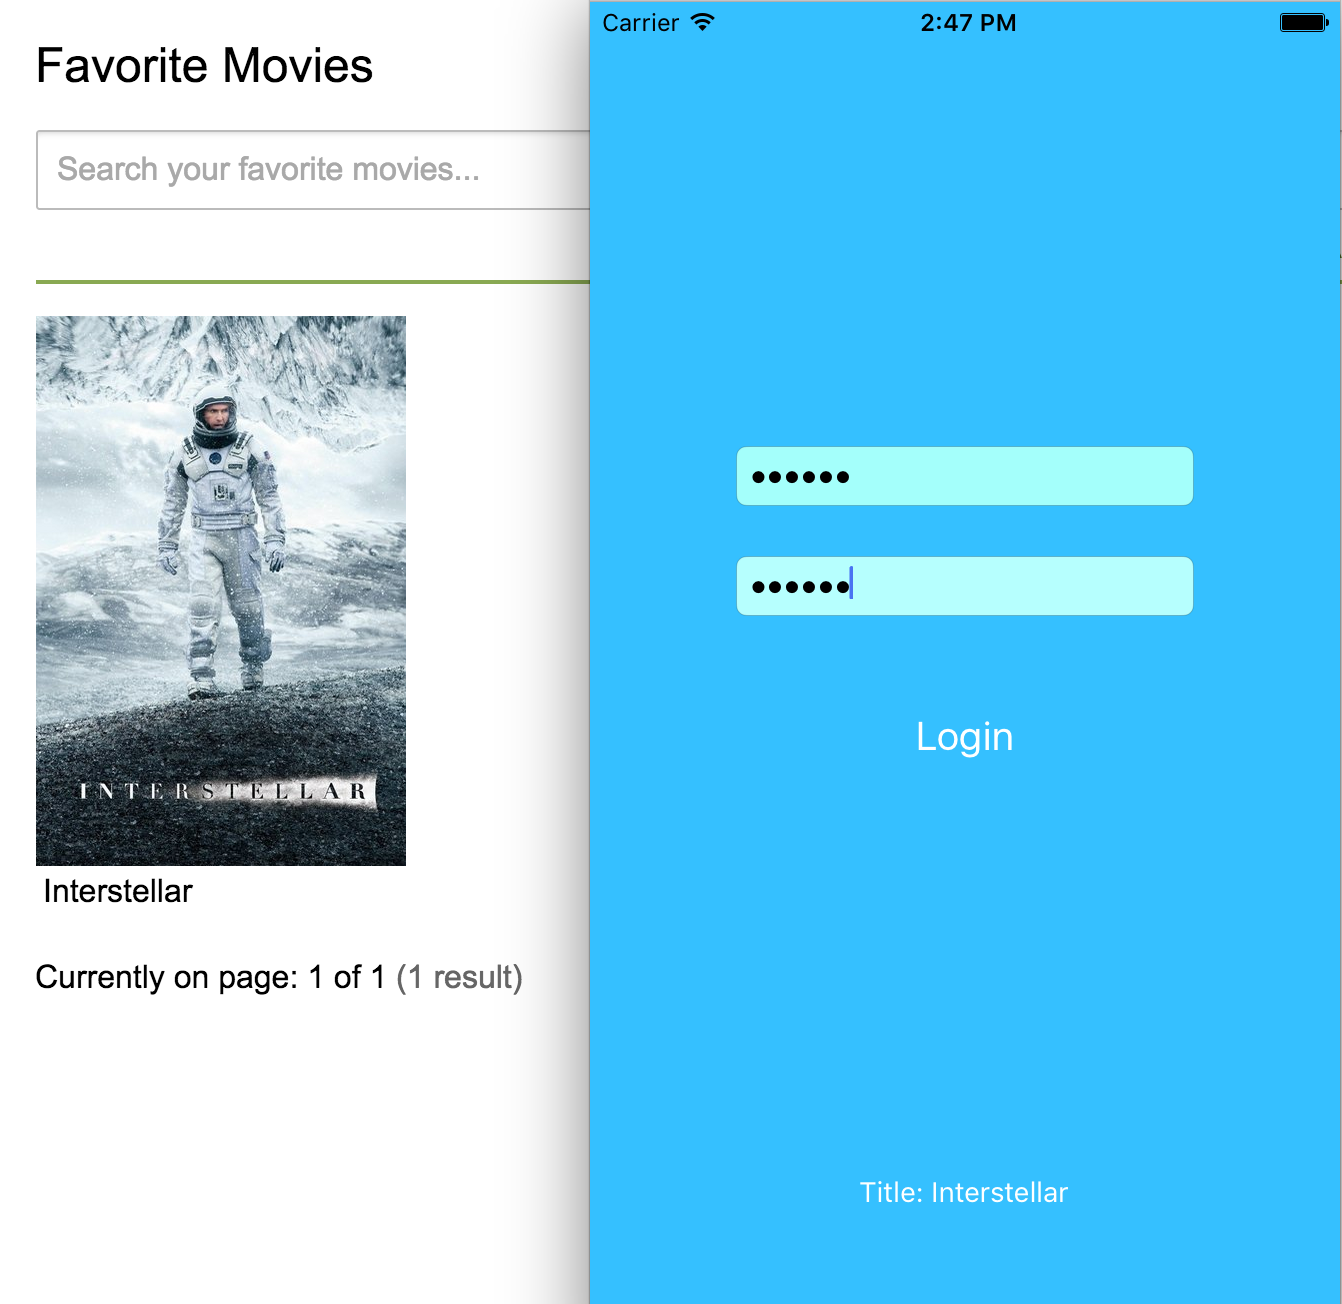 Favorite Movies
Search your favorite movies...
INTERSTELLAR
Interstellar
Currently on page: 1 of 1 (1 result)
Carrier 2:47 PM
••••••
••••••
Login
Title: Interstellar